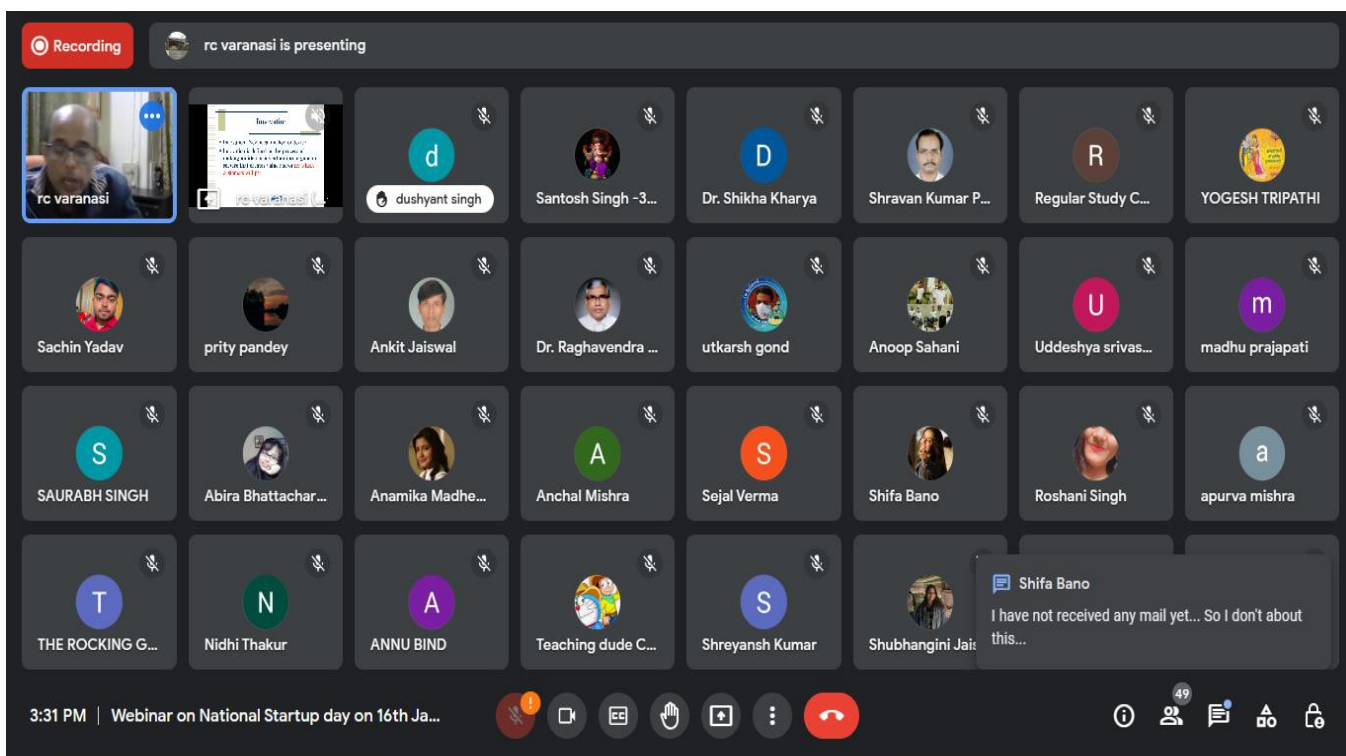 Recording
rc varanasi is presenting
rc varanasi
Innovation
rc varanasi (...
d
dushyant singh
Santosh Singh -3...
D
Dr. Shikha Kharya
Shravan Kumar P...
R
Regular Study C...
YOGESH TRIPATHI
Sachin Yadav
prity pandey
Ankit Jaiswal
Dr. Raghavendra ...
utkarsh gond
Anoop Sahani
U
Uddeshya srivas...
m
madhu prajapati
S
SAURABH SINGH
Abira Bhattachar...
Anamika Madhe...
A
Anchal Mishra
S
Sejal Verma
Shifa Bano
Roshani Singh
a
apurva mishra
T
THE ROCKING G...
N
Nidhi Thakur
A
ANNU BIND
Teaching dude C...
S
Shreyansh Kumar
Shubhangini Jais
Shifa Bano
I have not received any mail yet... So I don't about
this...
3:31 PM | Webinar on National Startup day on 16th Ja...
!
CC
49